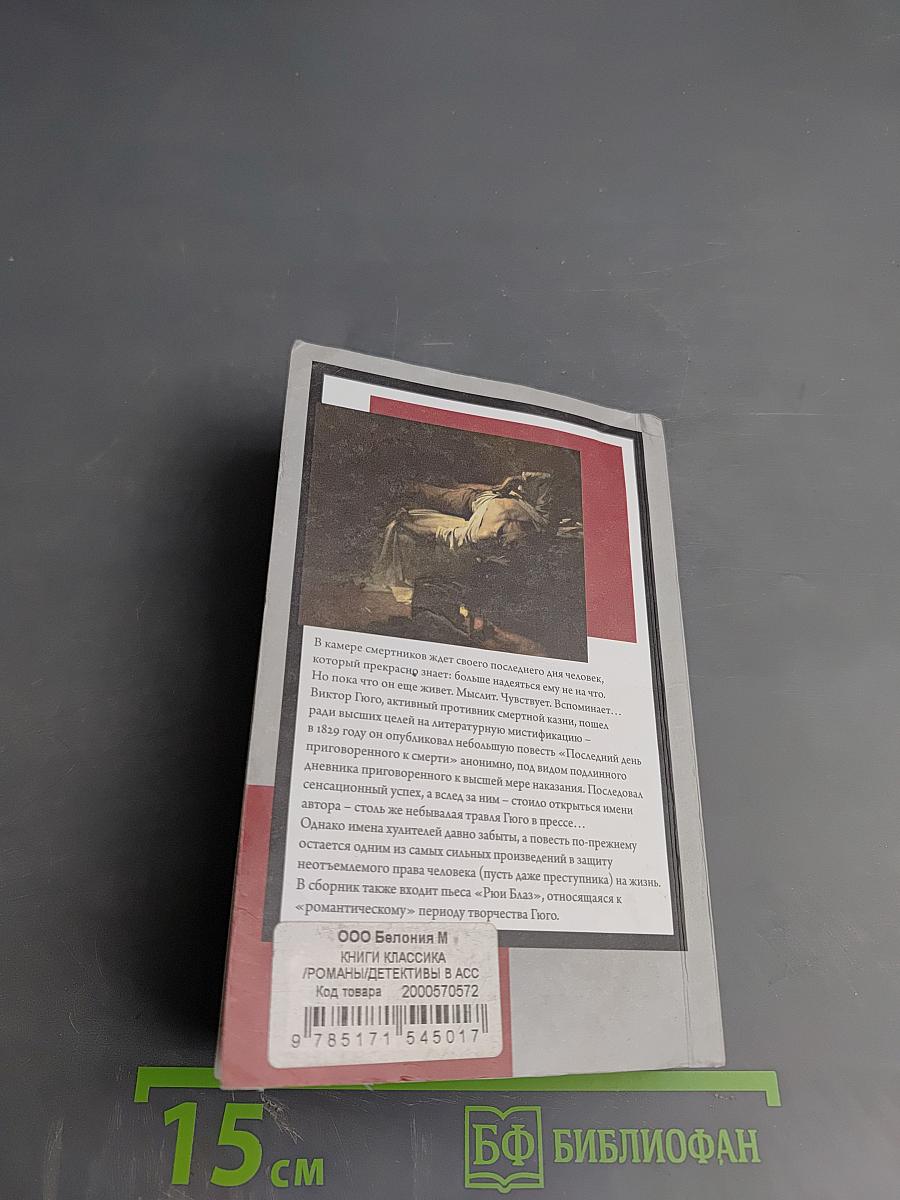 В камере смертников ждет своего последнего дня человек,
который прекрасно знает: больше надеяться ему не на что.
Но пока что он еще живет. Мыслит. Чувствует. Вспоминает…
Виктор Гюго, активный противник смертной казни, пошел
ради высших целей на литературную мистификацию –
в 1829 году он опубликовал небольшую повесть «Последний день
приговоренного к смерти» анонимно, под видом подлинного
дневника приговоренного к высшей мере наказания. Последовал
сенсационный успех, а вслед за ним – стоило открыться имени
автора – столь же небывалая травля Гюго в прессе…
Однако имена хулителей давно забыты, а повесть по-прежнему
остается одним из самых сильных произведений в защиту
неотъемлемого права человека (пусть даже преступника) на жизнь.
В сборник также входит пьеса «Рюи Блаз», относящаяся к
«романтическому» периоду творчества Гюго.
ООО Белония М
КНИГИ КЛАССИКА
/РОМАНЫ/ДЕТЕКТИВЫ В АСС
Код товара 2000570572
9 785171 545017
15 см
БФ БИБЛИОФАН